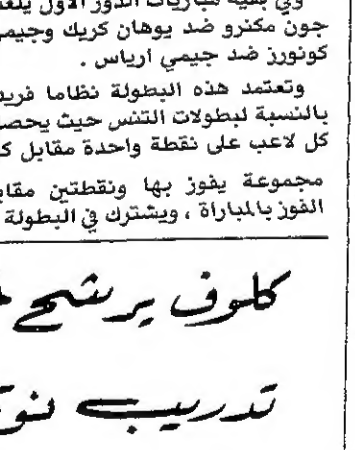 وفي بقية مباريات الدور الأول يلعب
جون مكنرو ضد يوهان كريك وجيمي
كونورز ضد جيمي أرياس .
وتعتمد هذه البطولة نظاما فريدا
بالنسبة لبطولات التنس حيث يحصل
كل لاعب على نقطة واحدة مقابل كل
مجموعة يفوز بها ونقطتين مقابل
الفوز بالمباراة ، ويشترك في البطولة
كلوف يرشح
تدريب